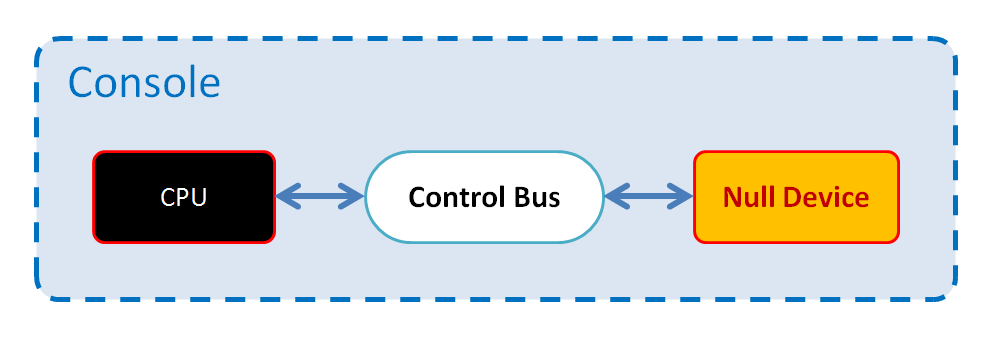 Console
CPU
Control Bus
Null Device